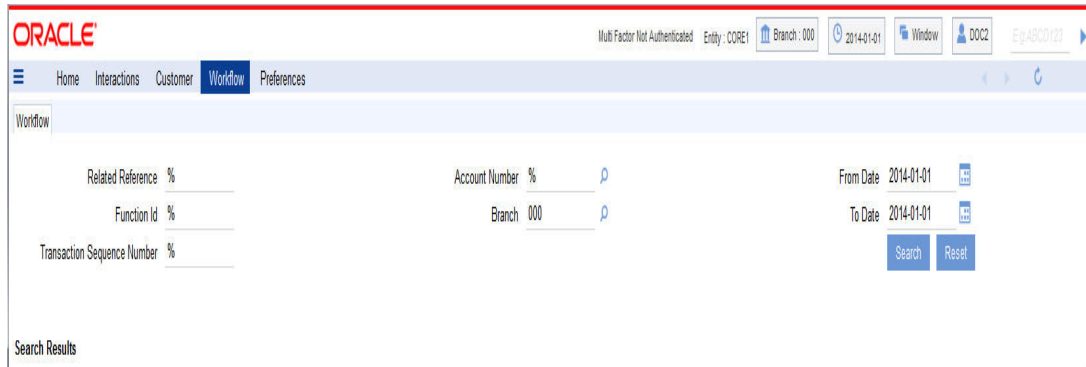 ORACLE
Multi Factor Not Authenticated Entity : CORE1 Branch : 000 2014-01-01 Window DOC2 Eg.ABCD123
Home Interactions Customer Workflow Preferences
Workflow
Related Reference % Account Number % From Date 2014-01-01
Function Id % Branch 000 To Date 2014-01-01
Transaction Sequence Number % Search Reset
Search Results